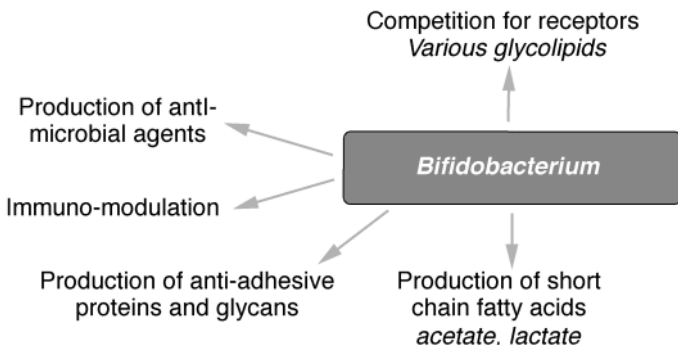 Competition for receptors
Various glycolipids
Production of antI-
microbial agents
Bifidobacterium
Immuno-modulation
Production of anti-adhesive
proteins and glycans
Production of short
chain fatty acids
acetate, lactate